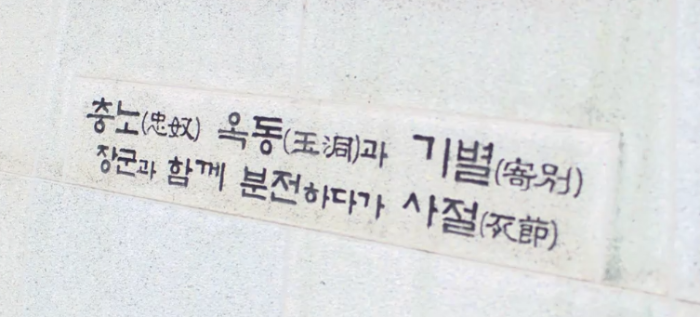 충노(忠奴) 옥동(玉洞)과 기별(寄別)
장군과 함께 분전하다가 사절(死節)